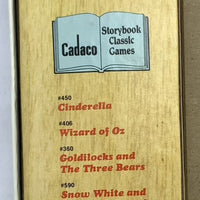 Cadaco
Storybook
Classic
Games
#450
Cinderella
#406
Wizard of Oz
#360
Goldilocks and
The Three Bears
#590
Snow White and